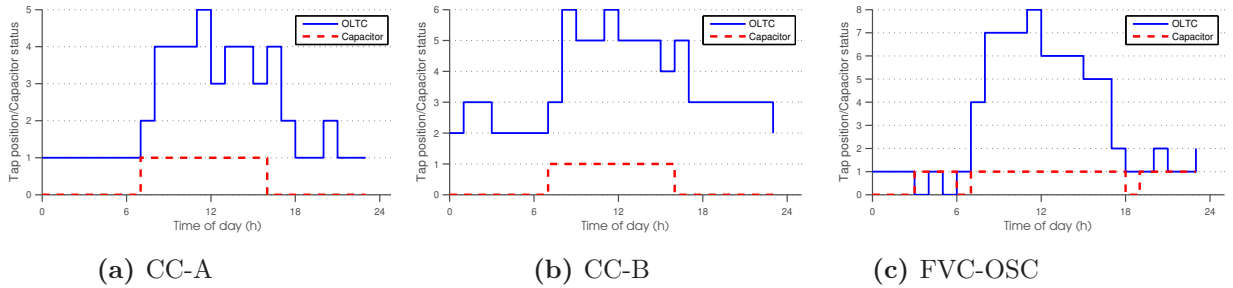 Tap position/Capacitor status
5
4
3
2
1
0
0 6 12 18 24
Time of day (h)
OLTC
Capacitor
(a) CC-A
Tap position/Capacitor status
6
5
4
3
2
1
0
0 6 12 18 24
Time of day (h)
OLTC
Capacitor
(b) CC-B
Tap position/Capacitor status
8
7
6
5
4
3
2
1
0
0 6 12 18 24
Time of day (h)
OLTC
Capacitor
(c) FVC-OSC